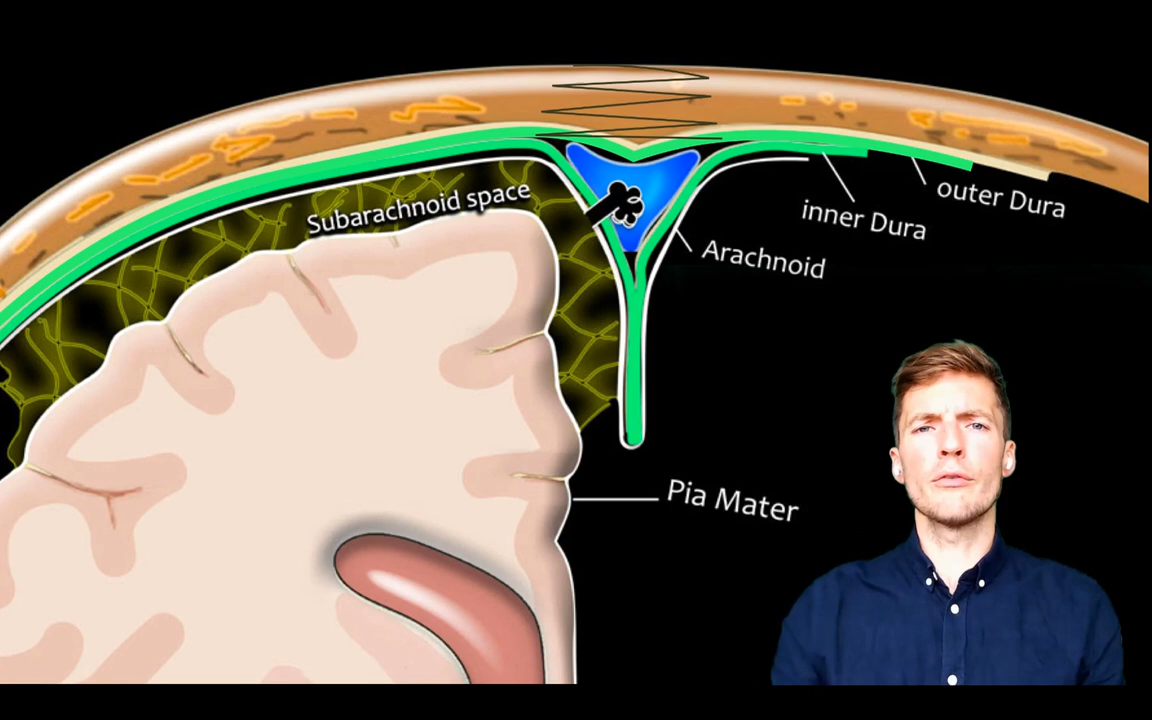 Subarachnoid space
outer Dura
inner Dura
Arachnoid
Pia Mater